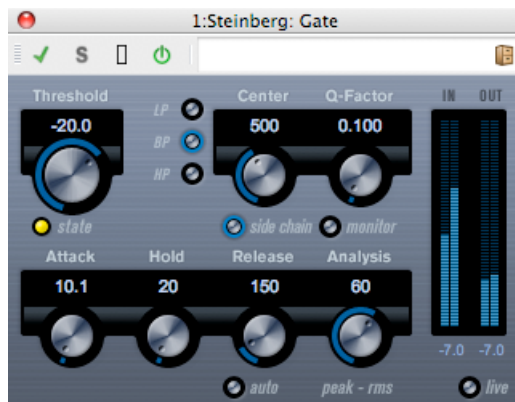 1:Steinberg: Gate
S
Threshold
LP
Center
Q-Factor
IN
OUT
-20.0
500
0.100
BP
HP
state
side chain
monitor
Attack
Hold
Release
Analysis
10.1
20
150
60
-7.0
-7.0
auto
peak - rms
live